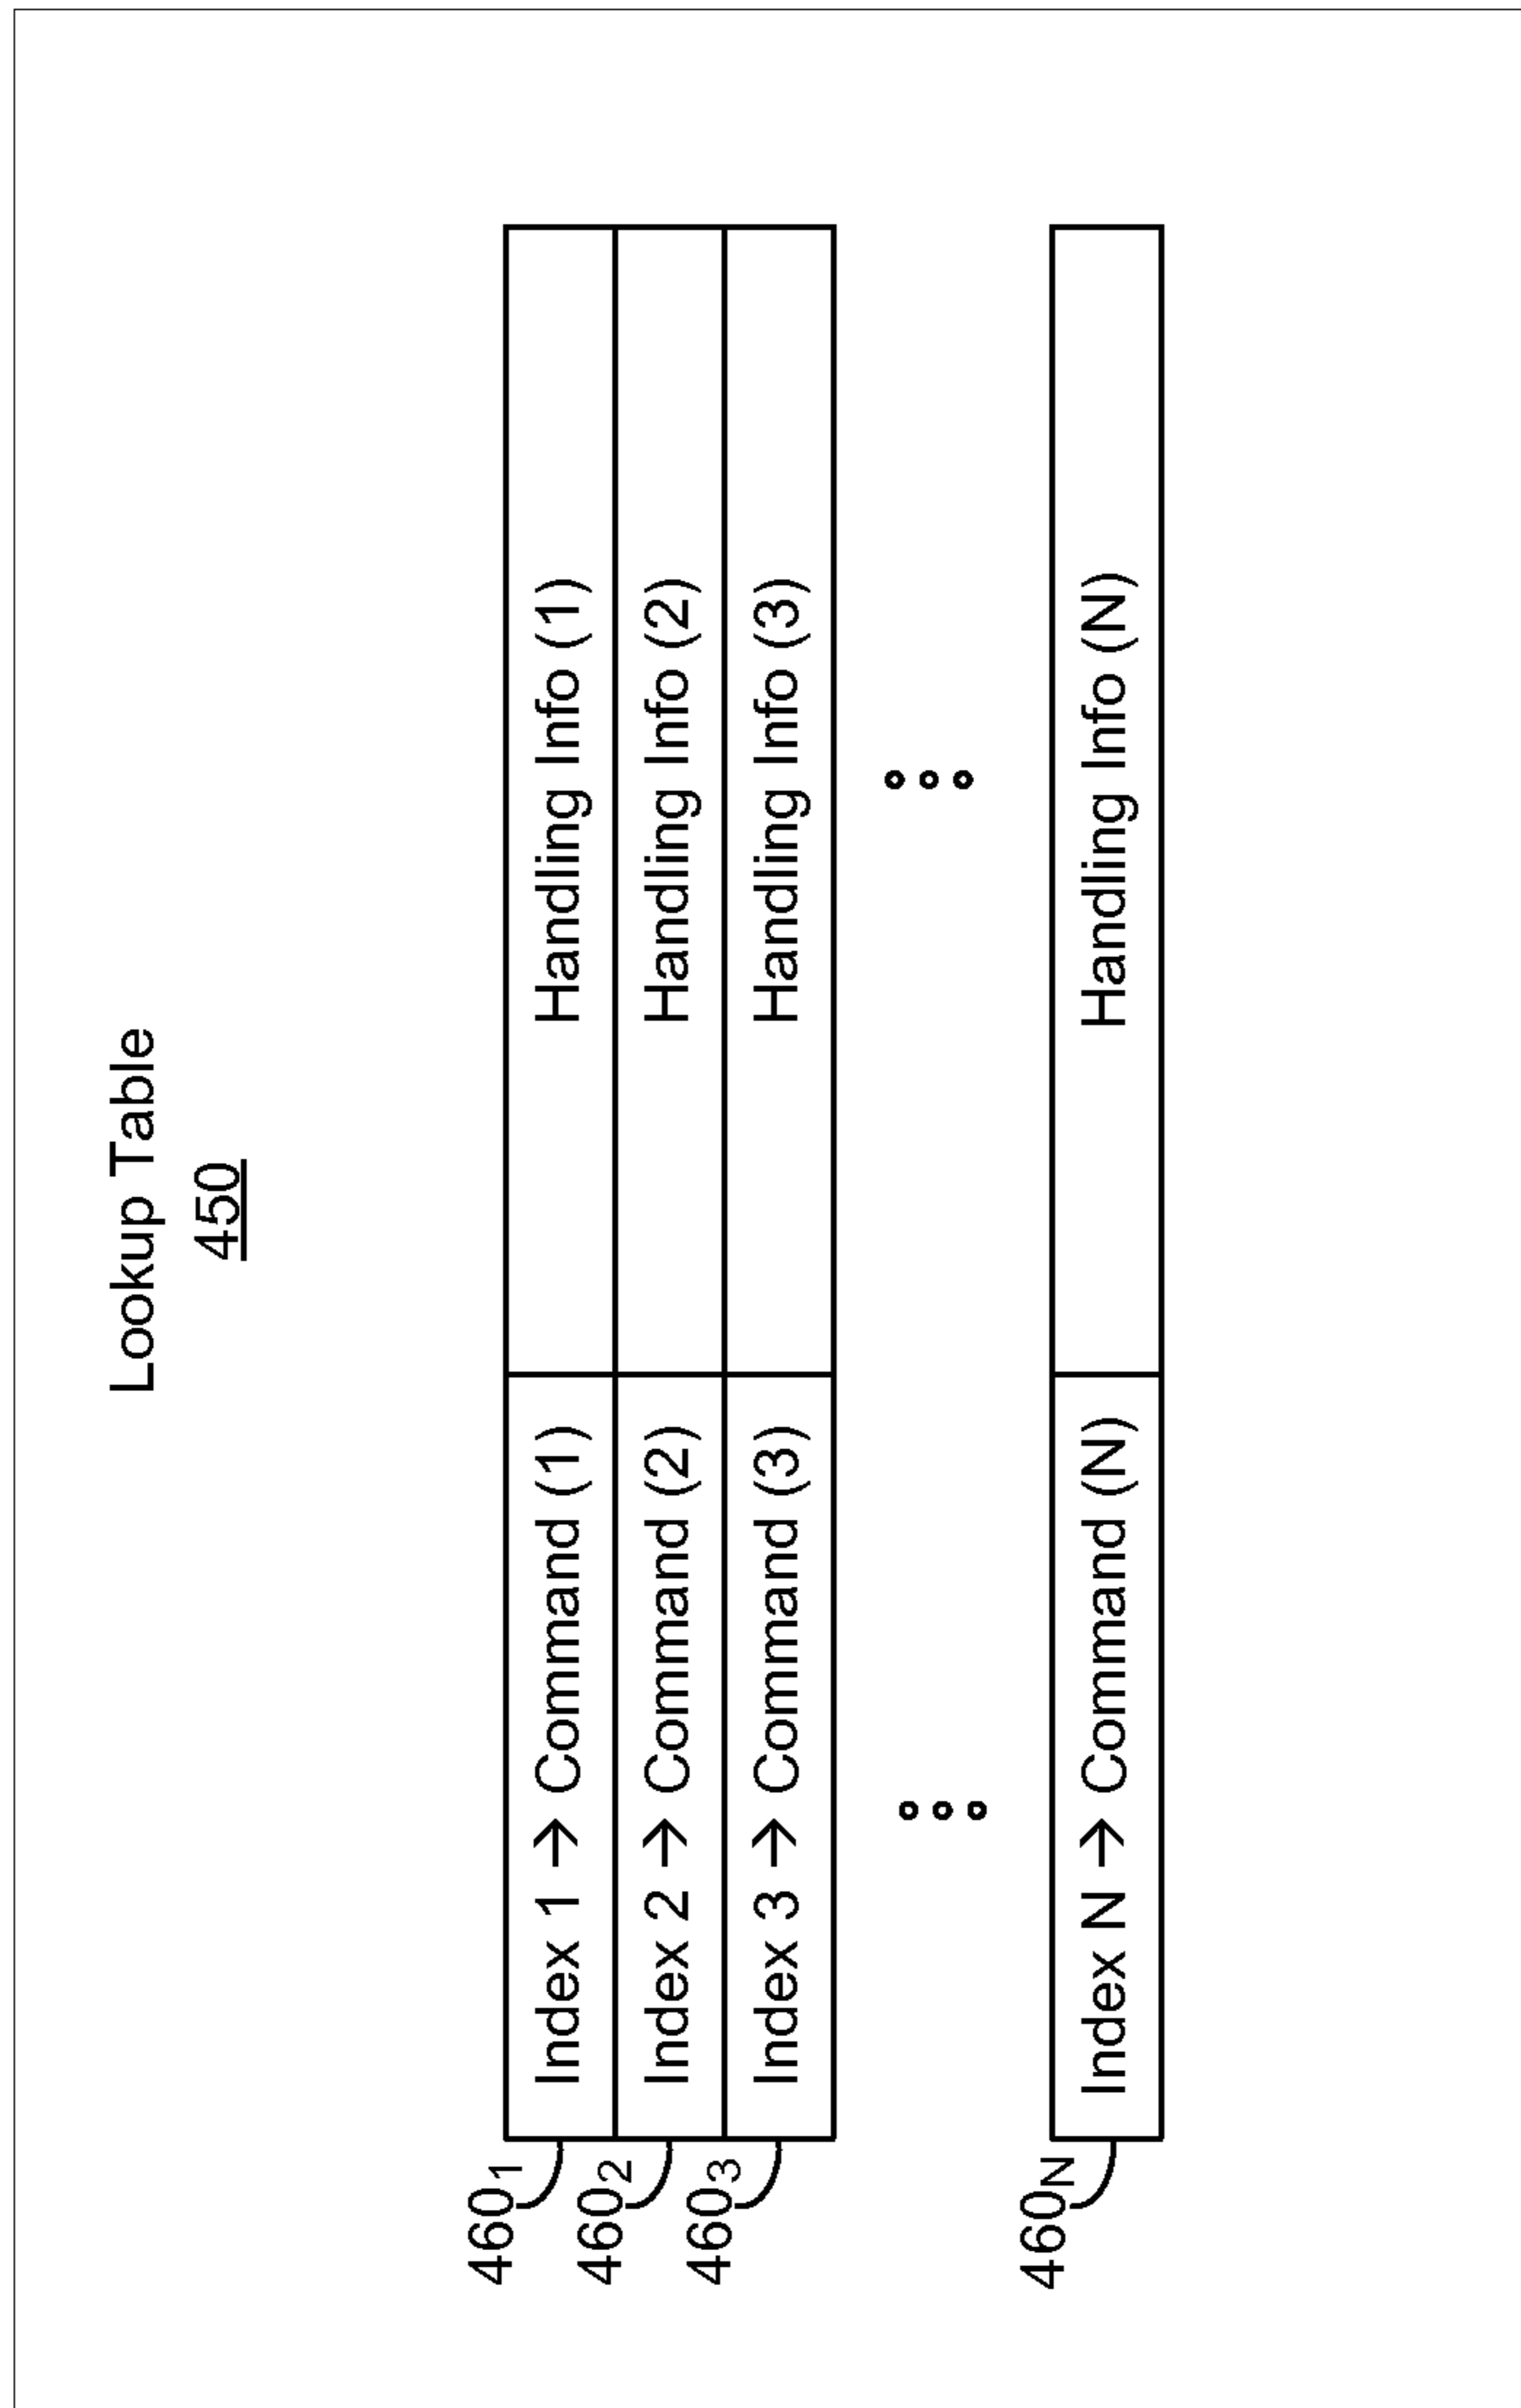 Lookup Table
450
460₁ Index 1 → Command (1) Handling Info (1)
460₂ Index 2 → Command (2) Handling Info (2)
460₃ Index 3 → Command (3) Handling Info (3)
460N Index N → Command (N) Handling Info (N)